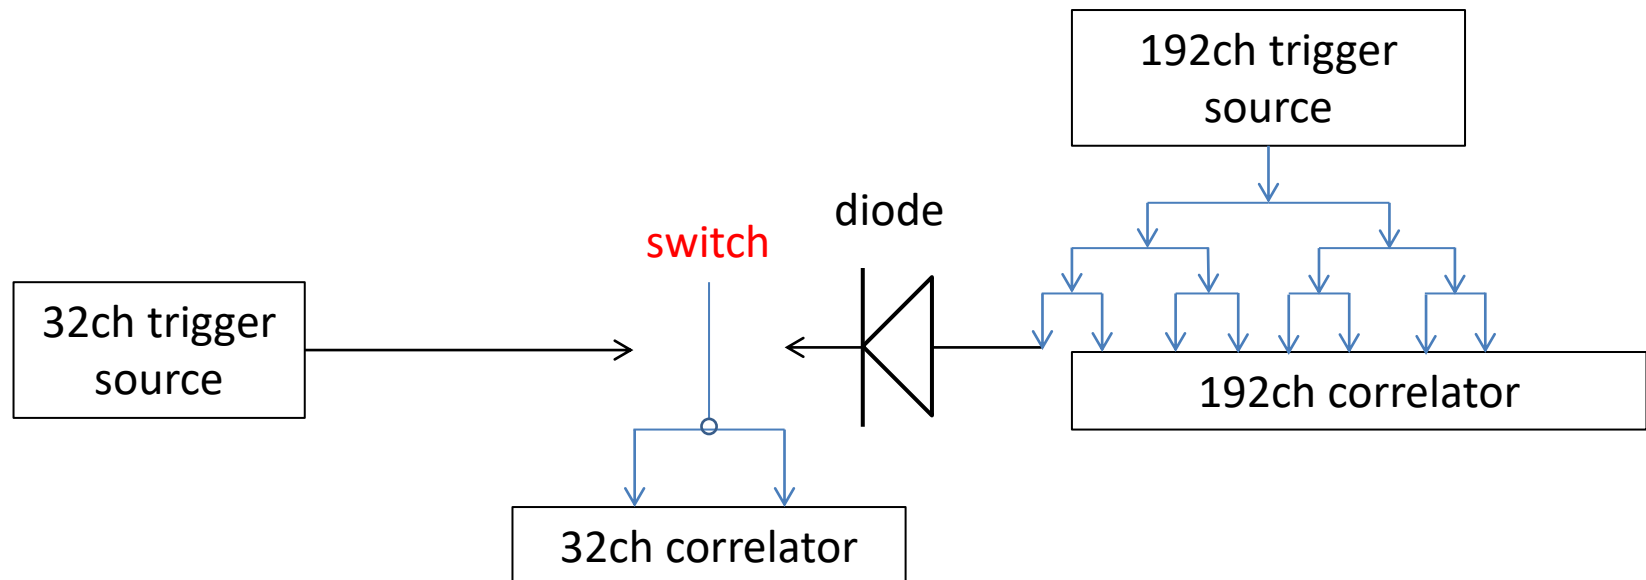 192ch trigger
source
diode
switch
32ch trigger
source
192ch correlator
32ch correlator